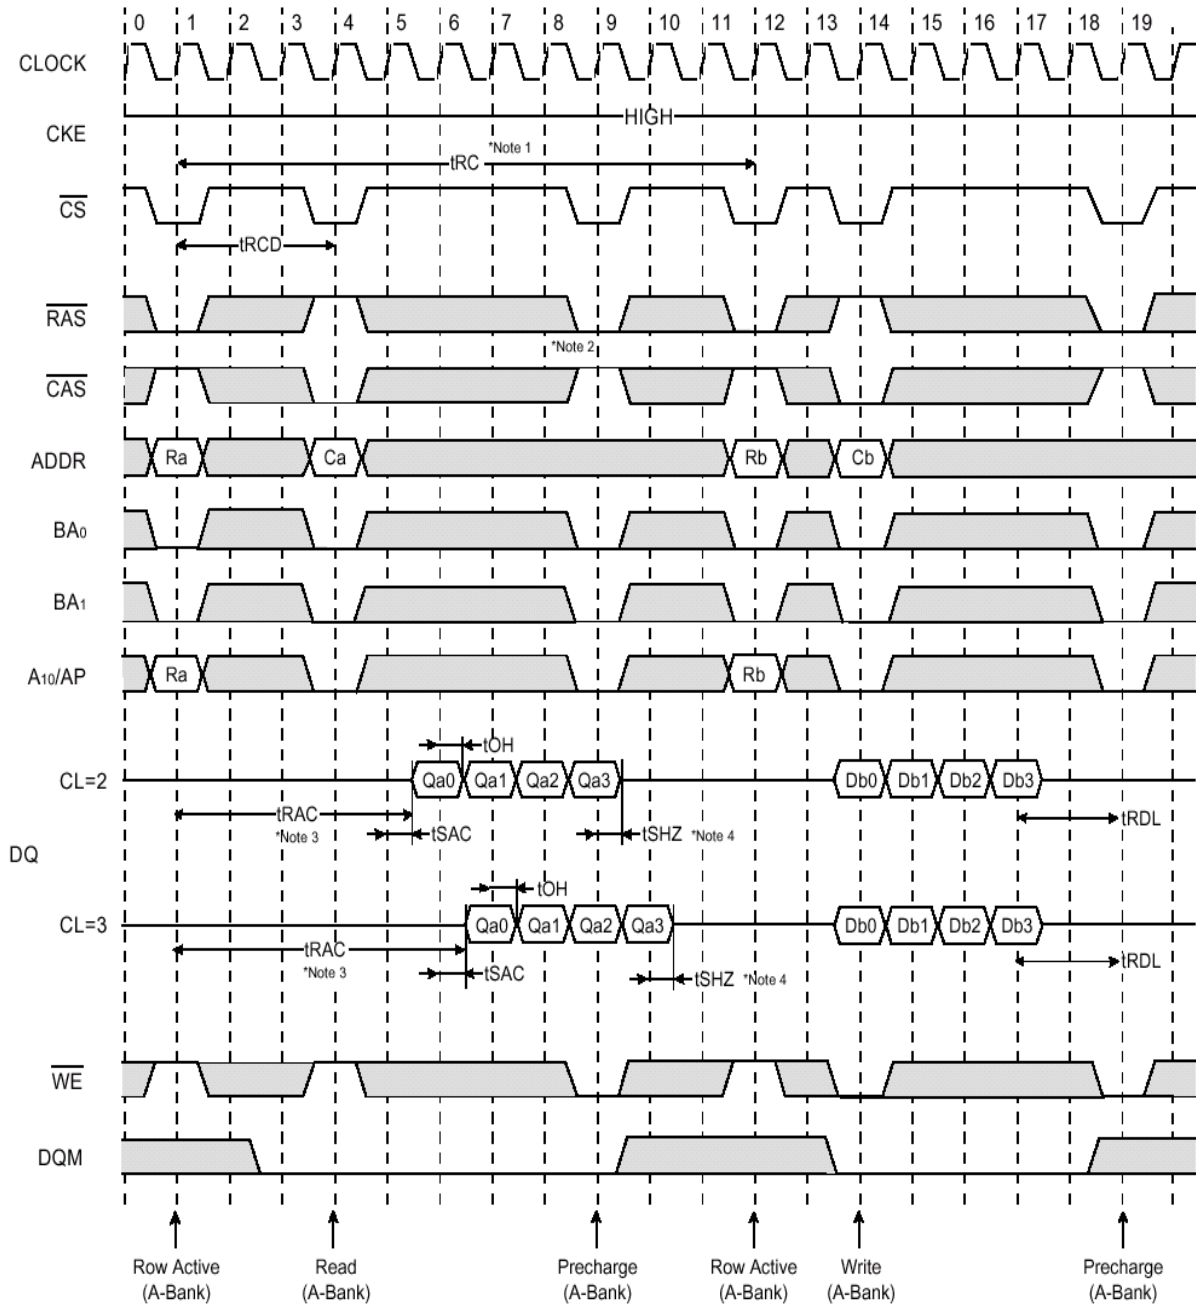 0 1 2 3 4 5 6 7 8 9 10 11 12 13 14 15 16 17 18 19
CLOCK
CKE HIGH
*Note 1
tRC
CS
tRCD
RAS
*Note 2
CAS
ADDR Ra Ca Rb Cb
BA0
BA1
A10/AP Ra Rb
tOH
CL=2 Qa0 Qa1 Qa2 Qa3 Db0 Db1 Db2 Db3
tRAC tRDL
*Note 3 tSAC tSHZ *Note 4
DQ
tOH
CL=3 Qa0 Qa1 Qa2 Qa3 Db0 Db1 Db2 Db3
tRAC tRDL
*Note 3 tSAC tSHZ *Note 4
WE
DQM
Row Active Read Precharge Row Active Write Precharge
(A-Bank) (A-Bank) (A-Bank) (A-Bank) (A-Bank) (A-Bank)